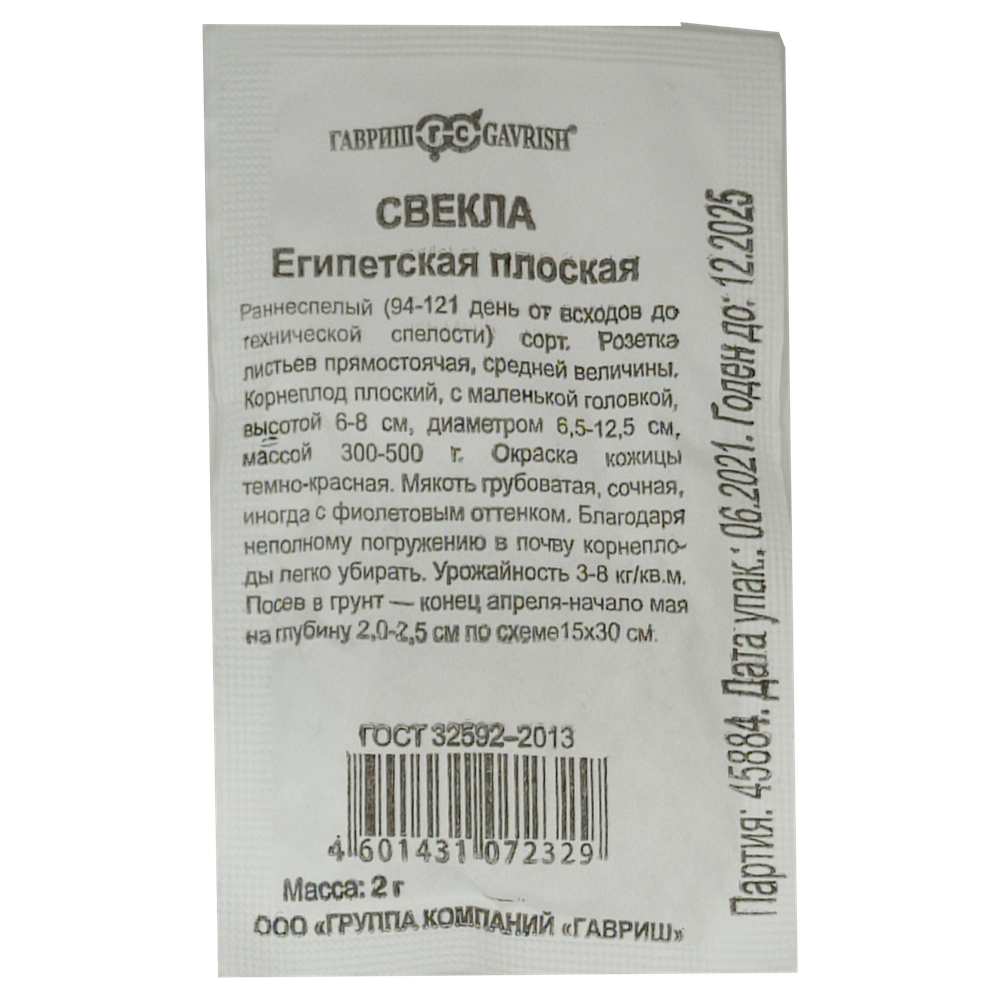 ГАВРИШ ГС GAVRISH®
СВЕКЛА
Египетская плоская
Раннеспелый (94-121 день от всходов до
технической спелости) сорт. Розетка
листьев прямостоячая, средней величины.
Корнеплод плоский, с маленькой головкой,
высотой 6-8 см, диаметром 6,5-12,5 см,
массой 300-500 г. Окраска кожицы
темно-красная. Мякоть грубоватая, сочная,
иногда с фиолетовым оттенком. Благодаря
неполному погружению в почву корнепло-
ды легко убирать. Урожайность 3-8 кг/кв.м.
Посев в грунт — конец апреля-начало мая
на глубину 2,0-2,5 см по схеме15х30 см.
ГОСТ 32592–2013
4 601431 072329
Масса: 2 г
ООО «ГРУППА КОМПАНИЙ «ГАВРИШ»
Партия: 45884. Дата упак.: 06.2021. Годен до: 12.2025